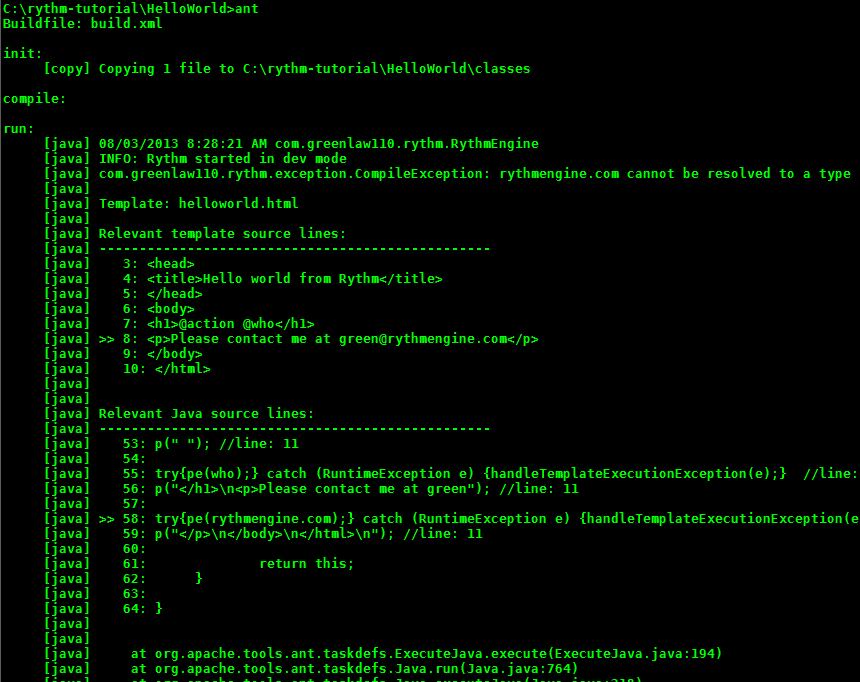 C:\rythm-tutorial\HelloWorld>ant
Buildfile: build.xml
init:
[copy] Copying 1 file to C:\rythm-tutorial\HelloWorld\classes
compile:
run:
[java] 08/03/2013 8:28:21 AM com.greenlaw110.rythm.RythmEngine
[java] INFO: Rythm started in dev mode
[java] com.greenlaw110.rythm.exception.CompileException: rythmengine.com cannot be resolved to a type
[java]
[java] Template: helloworld.html
[java]
[java] Relevant template source lines:
[java] -------------------------------------------------
[java]    3: <head>
[java]    4: <title>Hello world from Rythm</title>
[java]    5: </head>
[java]    6: <body>
[java]    7: <h1>@action @who</h1>
[java] >> 8: <p>Please contact me at green@rythmengine.com</p>
[java]    9: </body>
[java]    10: </html>
[java]
[java]
[java] Relevant Java source lines:
[java] -------------------------------------------------
[java]    53: p(" "); //line: 11
[java]    54:
[java]    55: try{pe(who);} catch (RuntimeException e) {handleTemplateExecutionException(e);}  //line:
[java]    56: p("</h1>\n<p>Please contact me at green"); //line: 11
[java]    57:
[java] >> 58: try{pe(rythmengine.com);} catch (RuntimeException e) {handleTemplateExecutionException(e
[java]    59: p("</p>\n</body>\n</html>\n"); //line: 11
[java]    60:
[java]    61:              return this;
[java]    62:      }
[java]    63:
[java]    64: }
[java]
[java]
[java]     at org.apache.tools.ant.taskdefs.ExecuteJava.execute(ExecuteJava.java:194)
[java]     at org.apache.tools.ant.taskdefs.Java.run(Java.java:764)